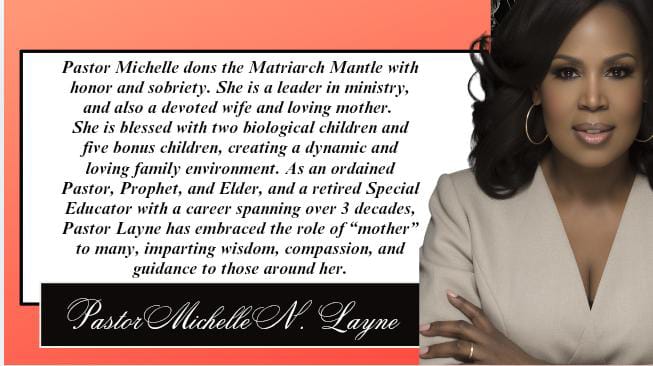 Pastor Michelle dons the Matriarch Mantle with
honor and sobriety. She is a leader in ministry,
and also a devoted wife and loving mother.
She is blessed with two biological children and
five bonus children, creating a dynamic and
loving family environment. As an ordained
Pastor, Prophet, and Elder, and a retired Special
Educator with a career spanning over 3 decades,
Pastor Layne has embraced the role of “mother”
to many, imparting wisdom, compassion, and
guidance to those around her.
Pastor Michelle N. Layne